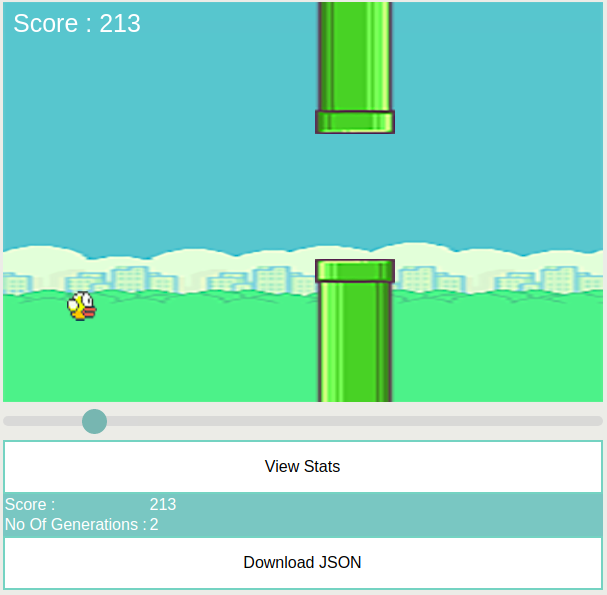 Score : 213
View Stats
Score : 213
No Of Generations : 2
Download JSON